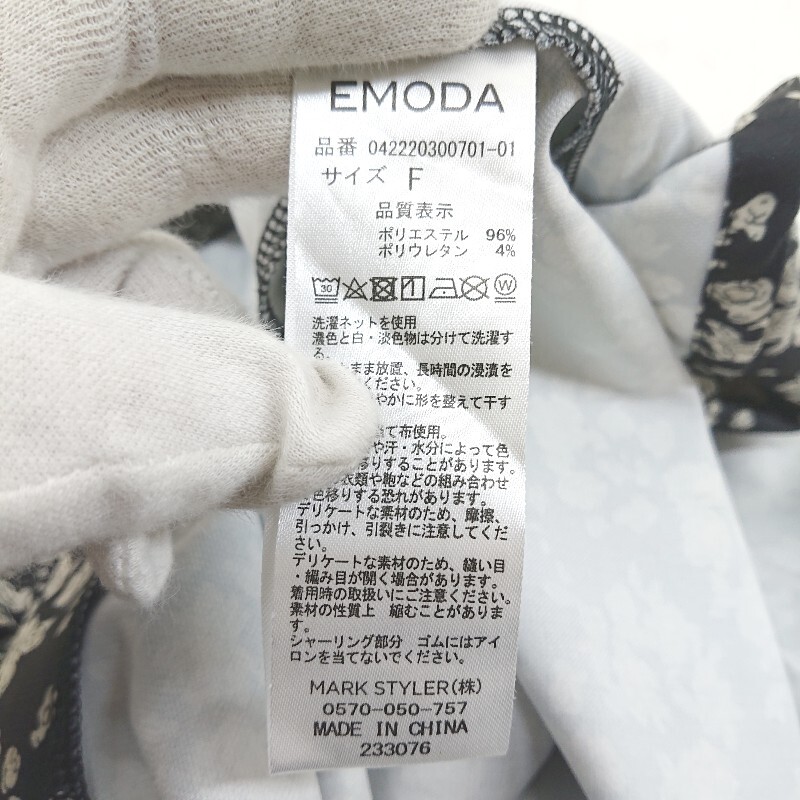 EMODA
品番 042220300701-01
サイズ F
品質表示
ポリエステル 96%
ポリウレタン 4%
30 W
洗濯ネットを使用
濃色と白・淡色物は分けて洗濯す
る。
まま放置、長時間の浸漬を
ください。
やかに形を整えて干す
当て布使用。
や汗・水分によって色
移りすることがあります。
衣類や鞄などの組み合わせ
色移りする恐れがあります。
デリケートな素材のため、摩擦、
引っかけ、引裂きに注意してくだ
さい。
デリケートな素材のため、縫い目
・編み目が開く場合があります。
着用時の取扱いにご注意ください。
素材の性質上 縮むことがありま
す。
シャーリング部分 ゴムにはアイ
ロンを当てないでください。
MARK STYLER(株)
0570-050-757
MADE IN CHINA
233076